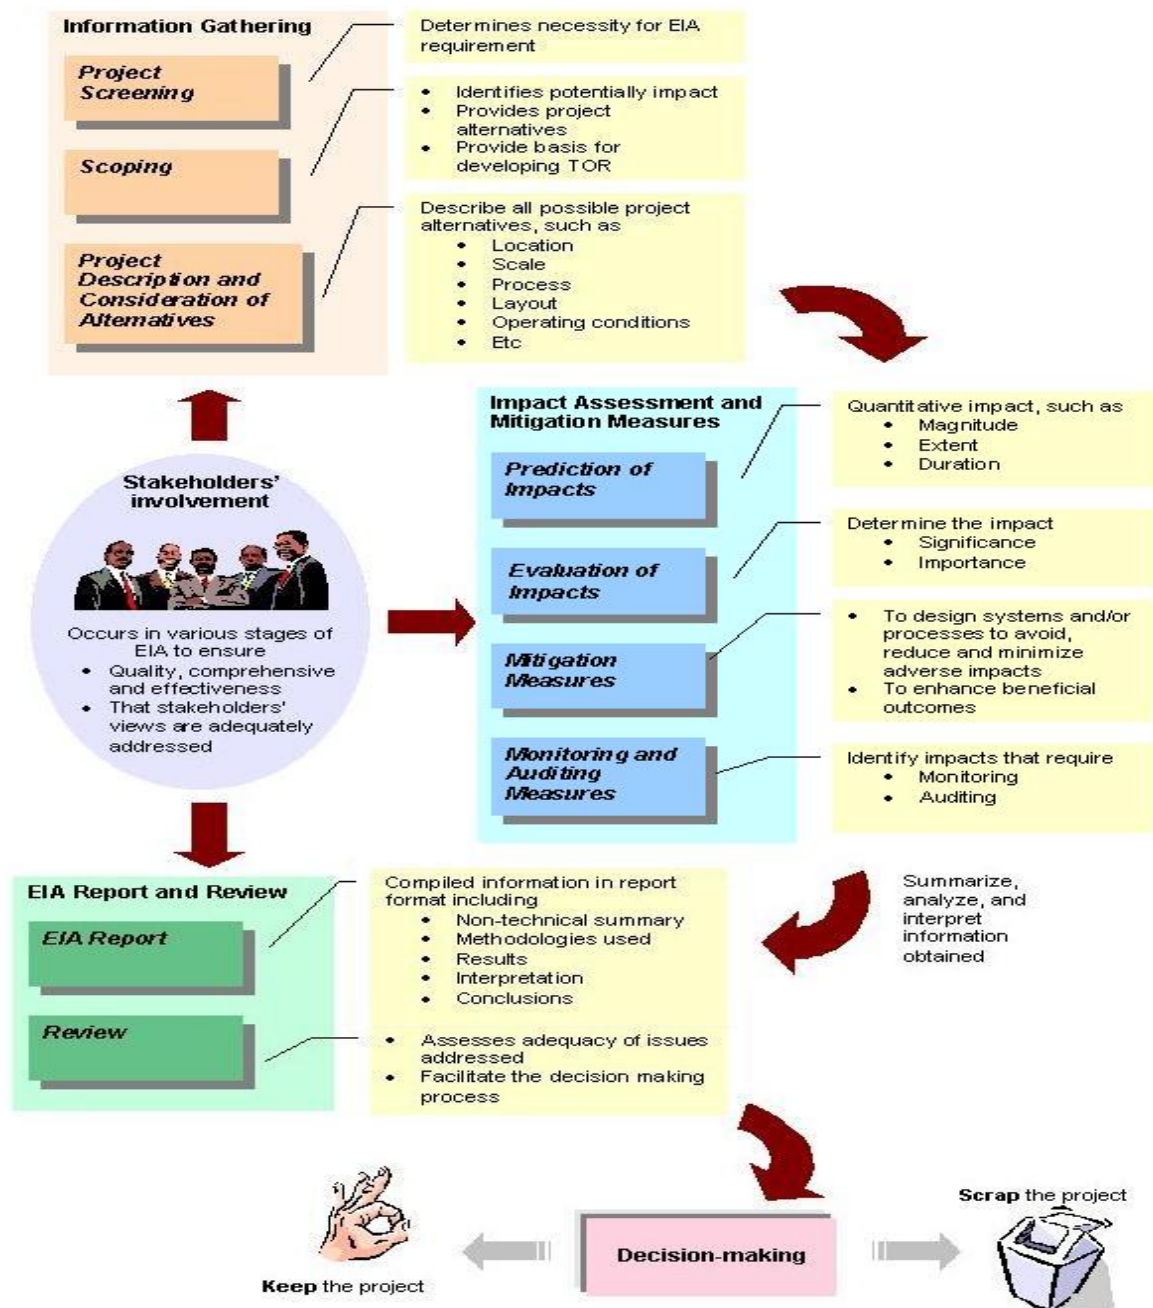 Information Gathering
Project
Screening
Determines necessity for EIA
requirement
Scoping
• Identifies potentially impact
• Provides project
alternatives
• Provide basis for
developing TOR
Project
Description and
Consideration of
Alternatives
Describe all possible project
alternatives, such as
• Location
• Scale
• Process
• Layout
• Operating conditions
• Etc
Stakeholders'
involvement
Occurs in various stages of
EIA to ensure
• Quality, comprehensive
and effectiveness
• That stakeholders'
views are adequately
addressed
Impact Assessment and
Mitigation Measures
Prediction of
Impacts
Quantitative impact, such as
• Magnitude
• Extent
• Duration
Evaluation of
Impacts
Determine the impact
• Significance
• Importance
Mitigation
Measures
• To design systems and/or
processes to avoid,
reduce and minimize
adverse impacts
• To enhance beneficial
outcomes
Monitoring and
Auditing
Measures
Identify impacts that require
• Monitoring
• Auditing
Summarize,
analyze, and
interpret
information
obtained
EIA Report and Review
EIA Report
Compiled information in report
format including
• Non-technical summary
• Methodologies used
• Results
• Interpretation
• Conclusions
Review
• Assesses adequacy of issues
addressed
• Facilitate the decision making
process
Keep the project
Decision-making
Scrap the project